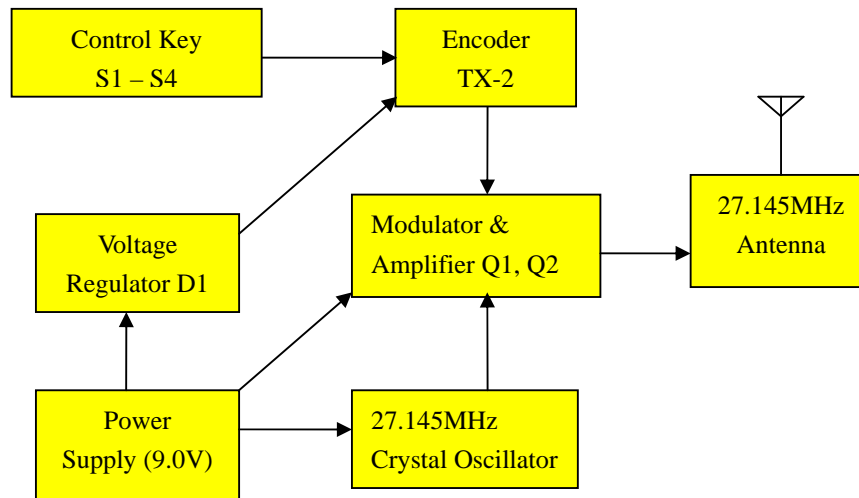 Control Key
S1 – S4
Encoder
TX-2
Voltage
Regulator D1
Modulator &
Amplifier Q1, Q2
27.145MHz
Antenna
Power
Supply (9.0V)
27.145MHz
Crystal Oscillator